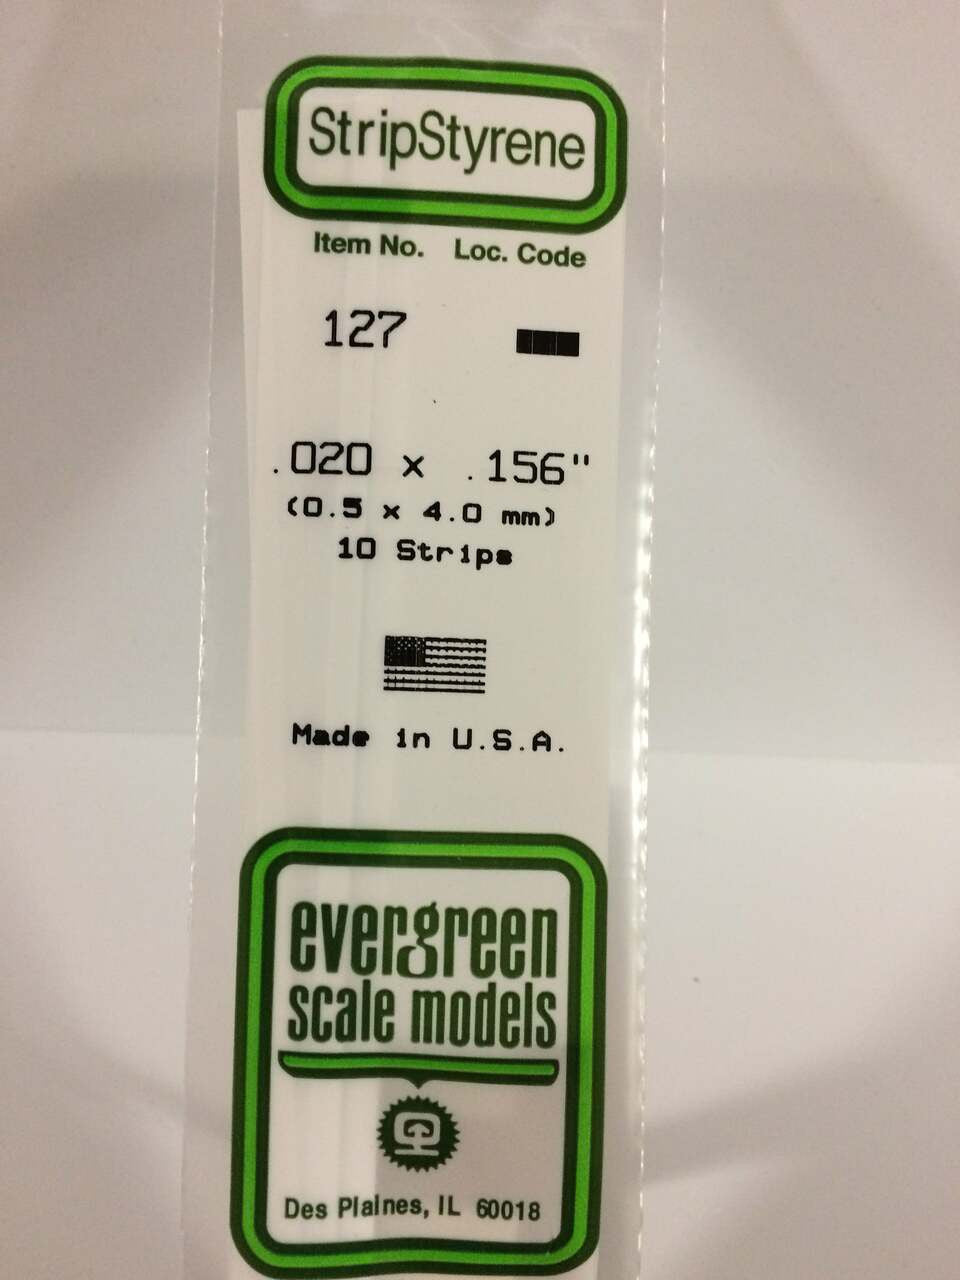 StripStyrene
Item No. Loc. Code
127
.020 x .156"
(0.5 x 4.0 mm)
10 Strips
Made in U.S.A.
evergreen
scale models
Des Plaines, IL 60018